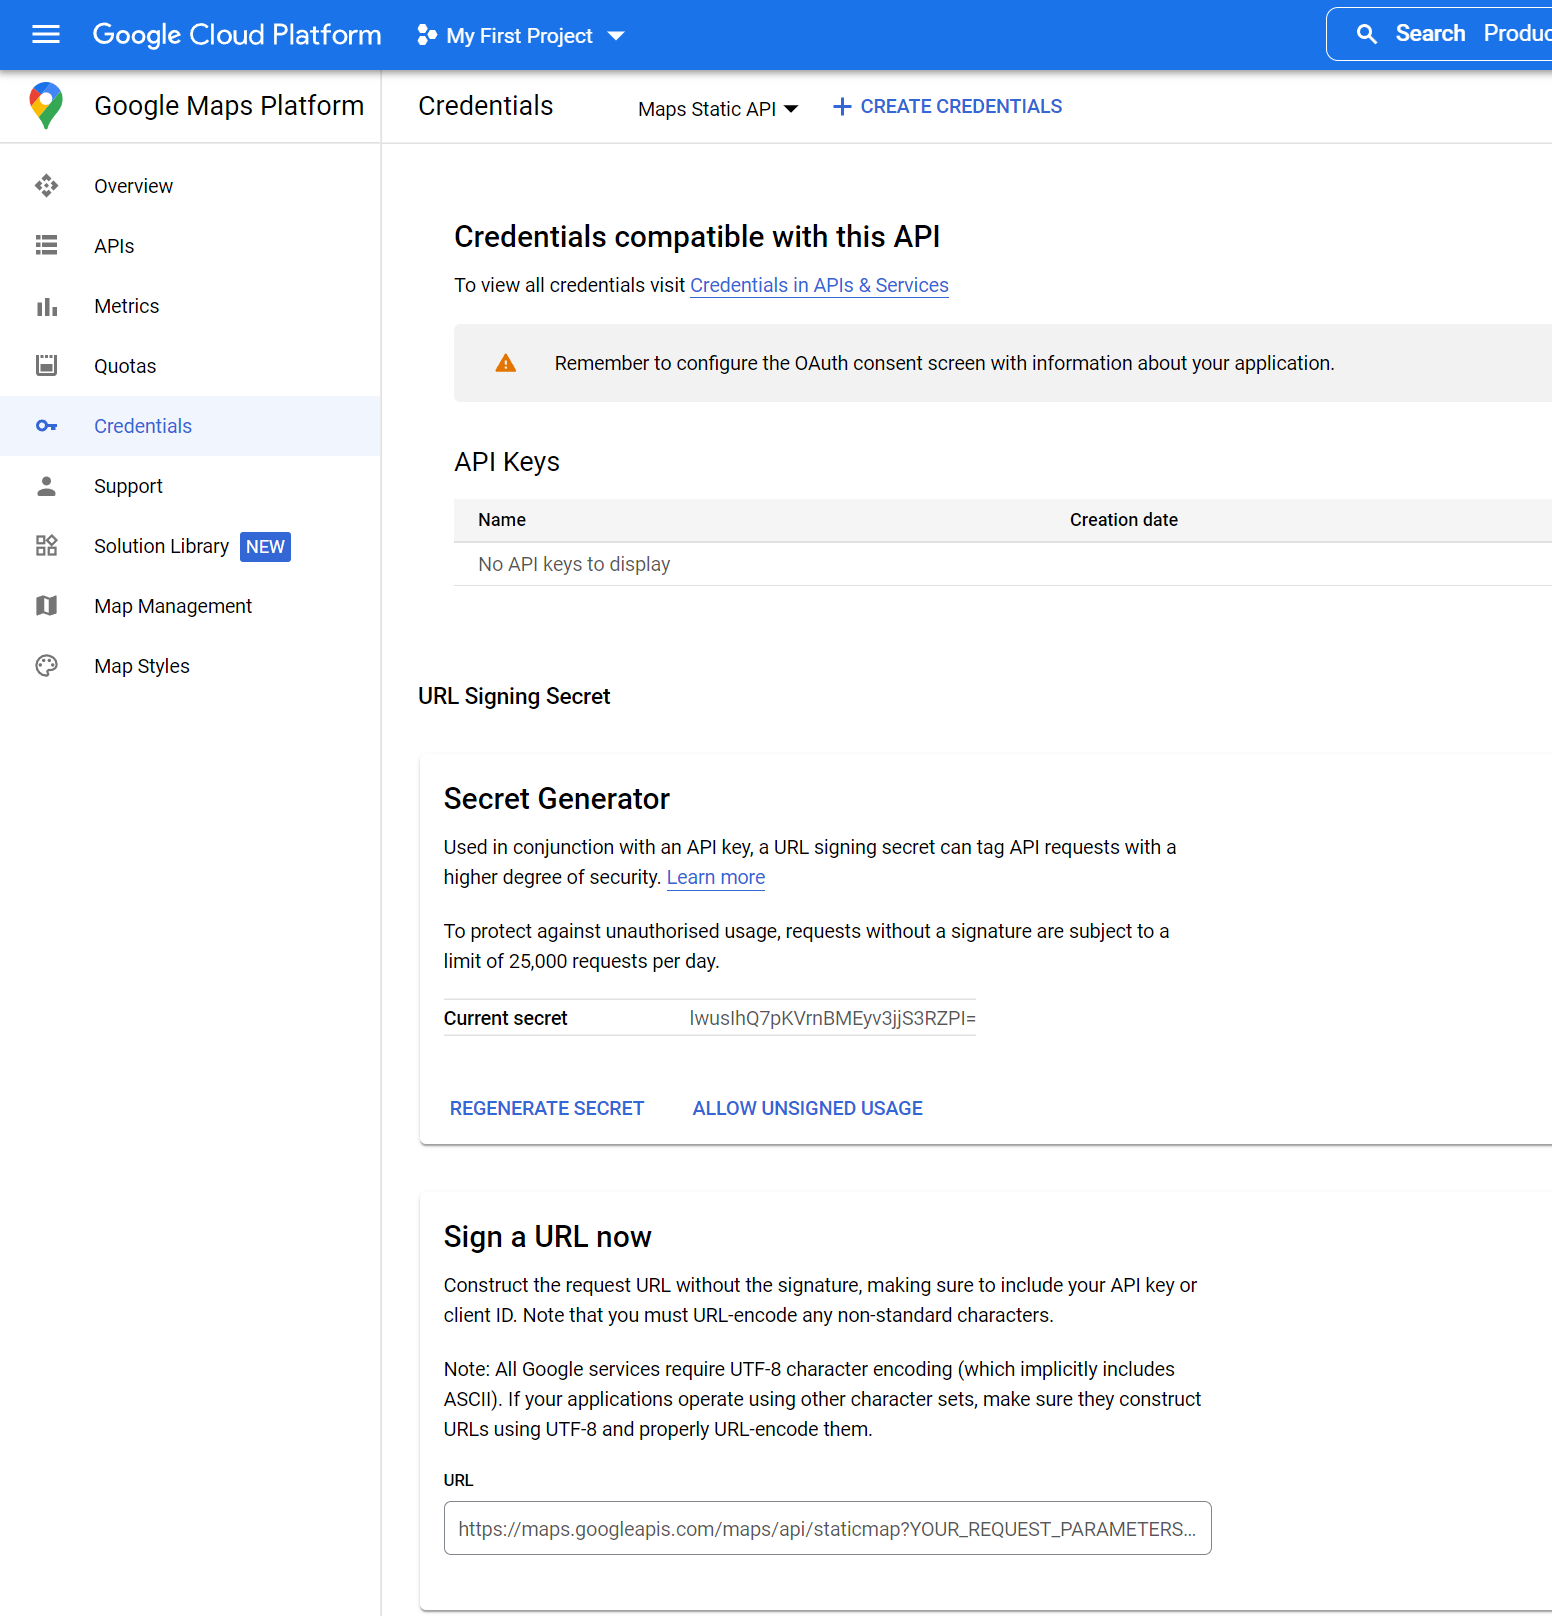 Google Cloud Platform
My First Project
Search Produc
Google Maps Platform
Credentials
Maps Static API
CREATE CREDENTIALS
Overview
APIs
Metrics
Quotas
Credentials
Support
Solution Library NEW
Map Management
Map Styles
Credentials compatible with this API
To view all credentials visit Credentials in APIs & Services
Remember to configure the OAuth consent screen with information about your application.
API Keys
Name Creation date
No API keys to display
URL Signing Secret
Secret Generator
Used in conjunction with an API key, a URL signing secret can tag API requests with a
higher degree of security. Learn more
To protect against unauthorised usage, requests without a signature are subject to a
limit of 25,000 requests per day.
Current secret lwusIhQ7pKVrnBMEyv3jjS3RZPI=
REGENERATE SECRET ALLOW UNSIGNED USAGE
Sign a URL now
Construct the request URL without the signature, making sure to include your API key or
client ID. Note that you must URL-encode any non-standard characters.
Note: All Google services require UTF-8 character encoding (which implicitly includes
ASCII). If your applications operate using other character sets, make sure they construct
URLs using UTF-8 and properly URL-encode them.
URL
https://maps.googleapis.com/maps/api/staticmap?YOUR_REQUEST_PARAMETERS...